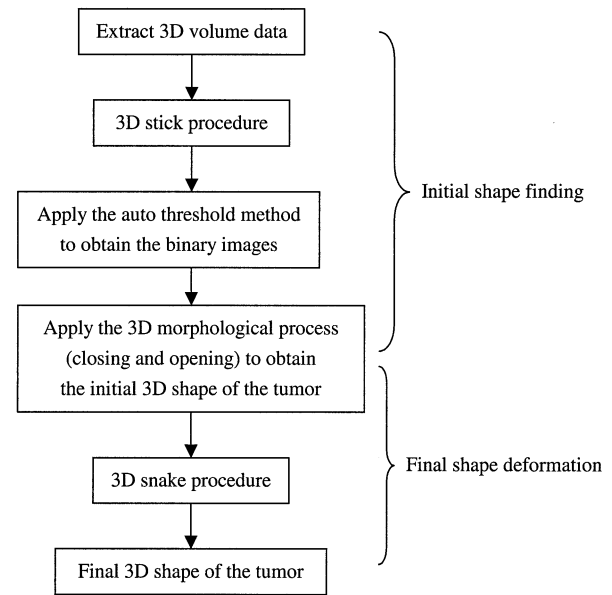 Extract 3D volume data
3D stick procedure
Apply the auto threshold method
to obtain the binary images
Initial shape finding
Apply the 3D morphological process
(closing and opening) to obtain
the initial 3D shape of the tumor
Final shape deformation
3D snake procedure
Final 3D shape of the tumor